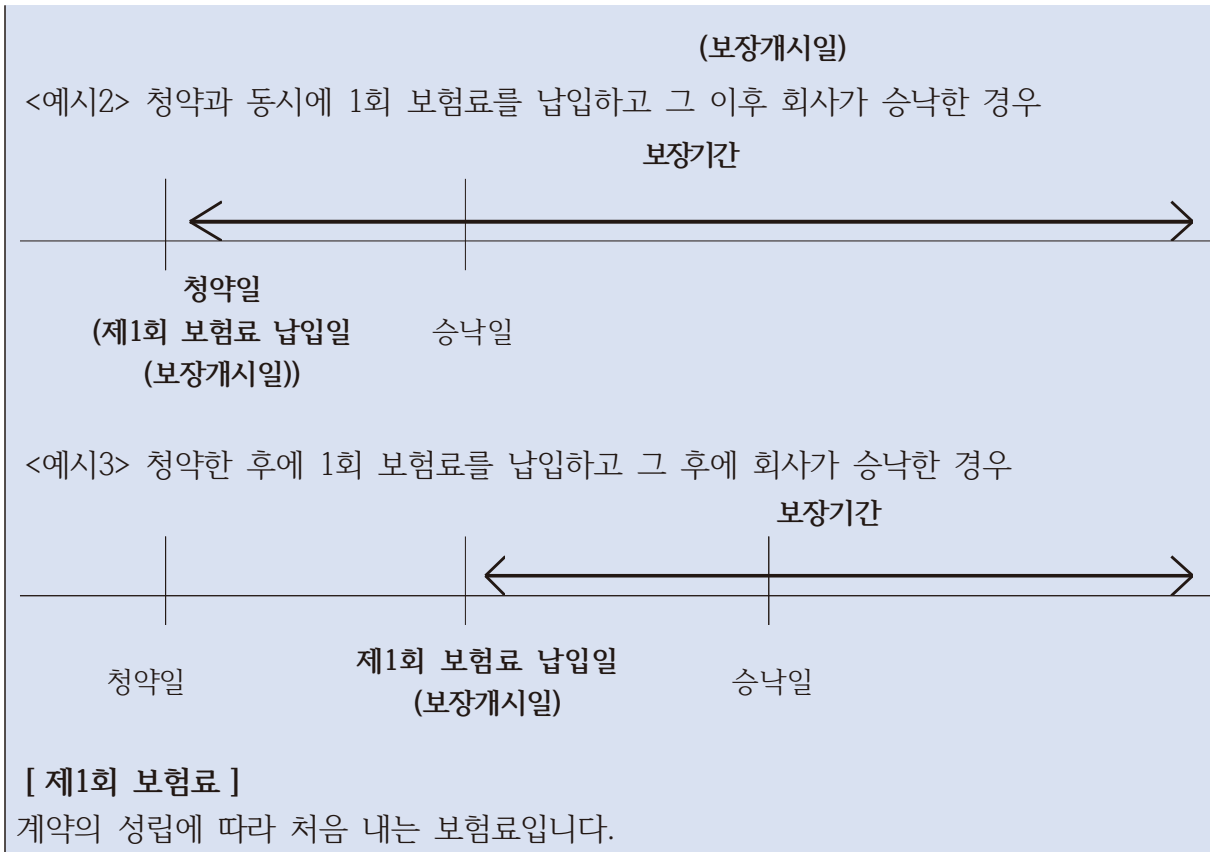 (보장개시일)
<예시2> 청약과 동시에 1회 보험료를 납입하고 그 이후 회사가 승낙한 경우
보장기간
청약일
(제1회 보험료 납입일
(보장개시일))
승낙일
<예시3> 청약한 후에 1회 보험료를 납입하고 그 후에 회사가 승낙한 경우
보장기간
청약일
제1회 보험료 납입일
(보장개시일)
승낙일
[ 제1회 보험료 ]
계약의 성립에 따라 처음 내는 보험료입니다.